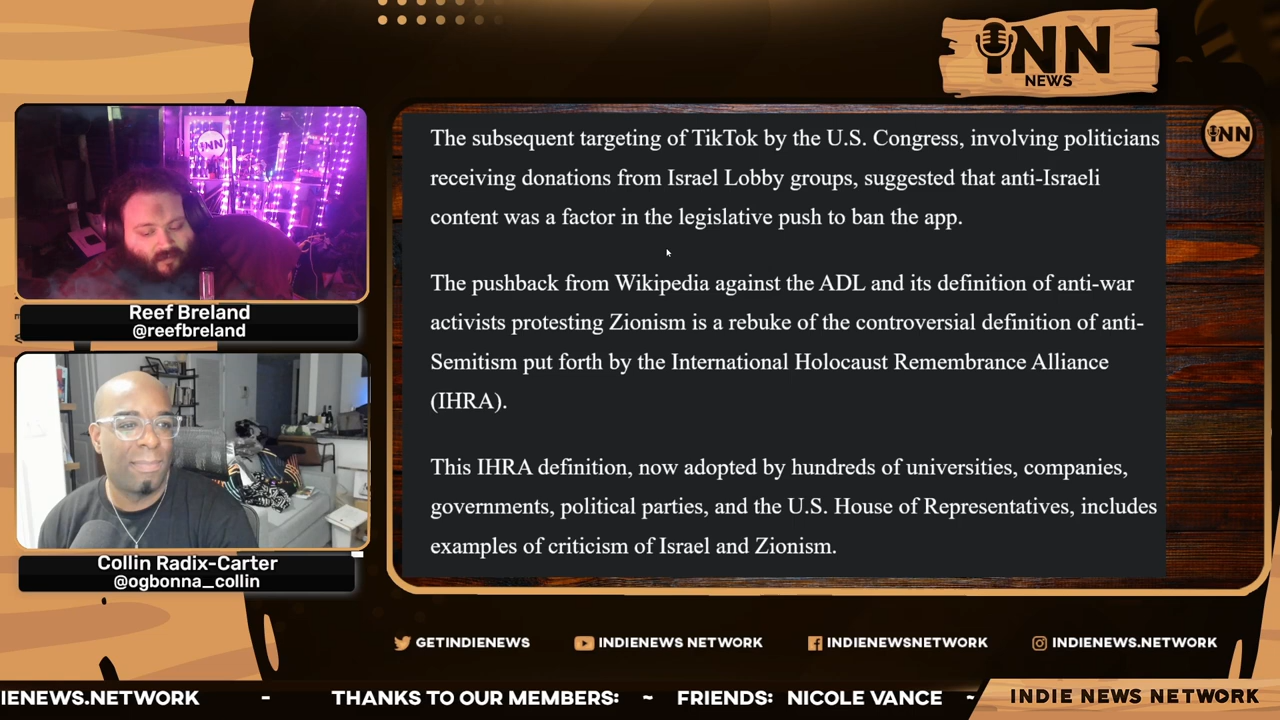 INN
NEWS
INN
The subsequent targeting of TikTok by the U.S. Congress, involving politicians
receiving donations from Israel Lobby groups, suggested that anti-Israeli
content was a factor in the legislative push to ban the app.
The pushback from Wikipedia against the ADL and its definition of anti-war
activists protesting Zionism is a rebuke of the controversial definition of anti-
Semitism put forth by the International Holocaust Remembrance Alliance
(IHRA).
This IHRA definition, now adopted by hundreds of universities, companies,
governments, political parties, and the U.S. House of Representatives, includes
examples of criticism of Israel and Zionism.
INN
Reef Breland
@reefbreland
Collin Radix-Carter
@ogbonna_collin
GETINDIENEWS
INDIENEWS NETWORK
INDIENEWSNETWORK
INDIENEWS.NETWORK
IENEWS.NETWORK - THANKS TO OUR MEMBERS: ~ FRIENDS: NICOLE VANCE ~
INDIE NEWS NETWORK